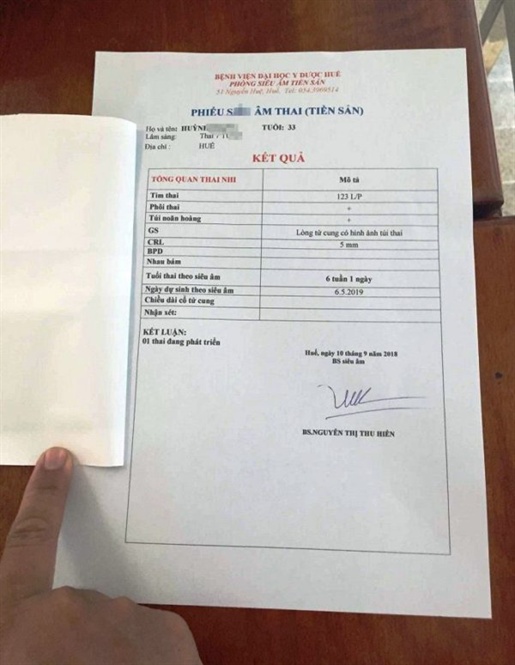 BỆNH VIỆN ĐẠI HỌC Y DƯỢC HUẾ
PHÒNG SIÊU ÂM TIỀN SẢN
51 Nguyễn Huệ, Huế, Tel: 054.3969514
PHIẾU S ÂM THAI (TIỀN SẢN)
Họ và tên: HUỲN TUỔI: 33
Lâm sàng: Thai
Địa chỉ : HUẾ
KẾT QUẢ
TỔNG QUAN THAI NHI Mô tả
Tim thai 123 L/P
Phôi thai +
Túi noãn hoàng +
GS Lòng tử cung có hình ảnh túi thai
CRL 5 mm
BPD
Nhau bám
Tuổi thai theo siêu âm 6 tuần 1 ngày
Ngày dự sinh theo siêu âm 6.5.2019
Chiều dài cổ tử cung
Nhận xét:
KẾT LUẬN:
01 thai đang phát triển
Huế, ngày 10 tháng 9 năm 2018
BS siêu âm
BS.NGUYỄN THỊ THU HIỀN